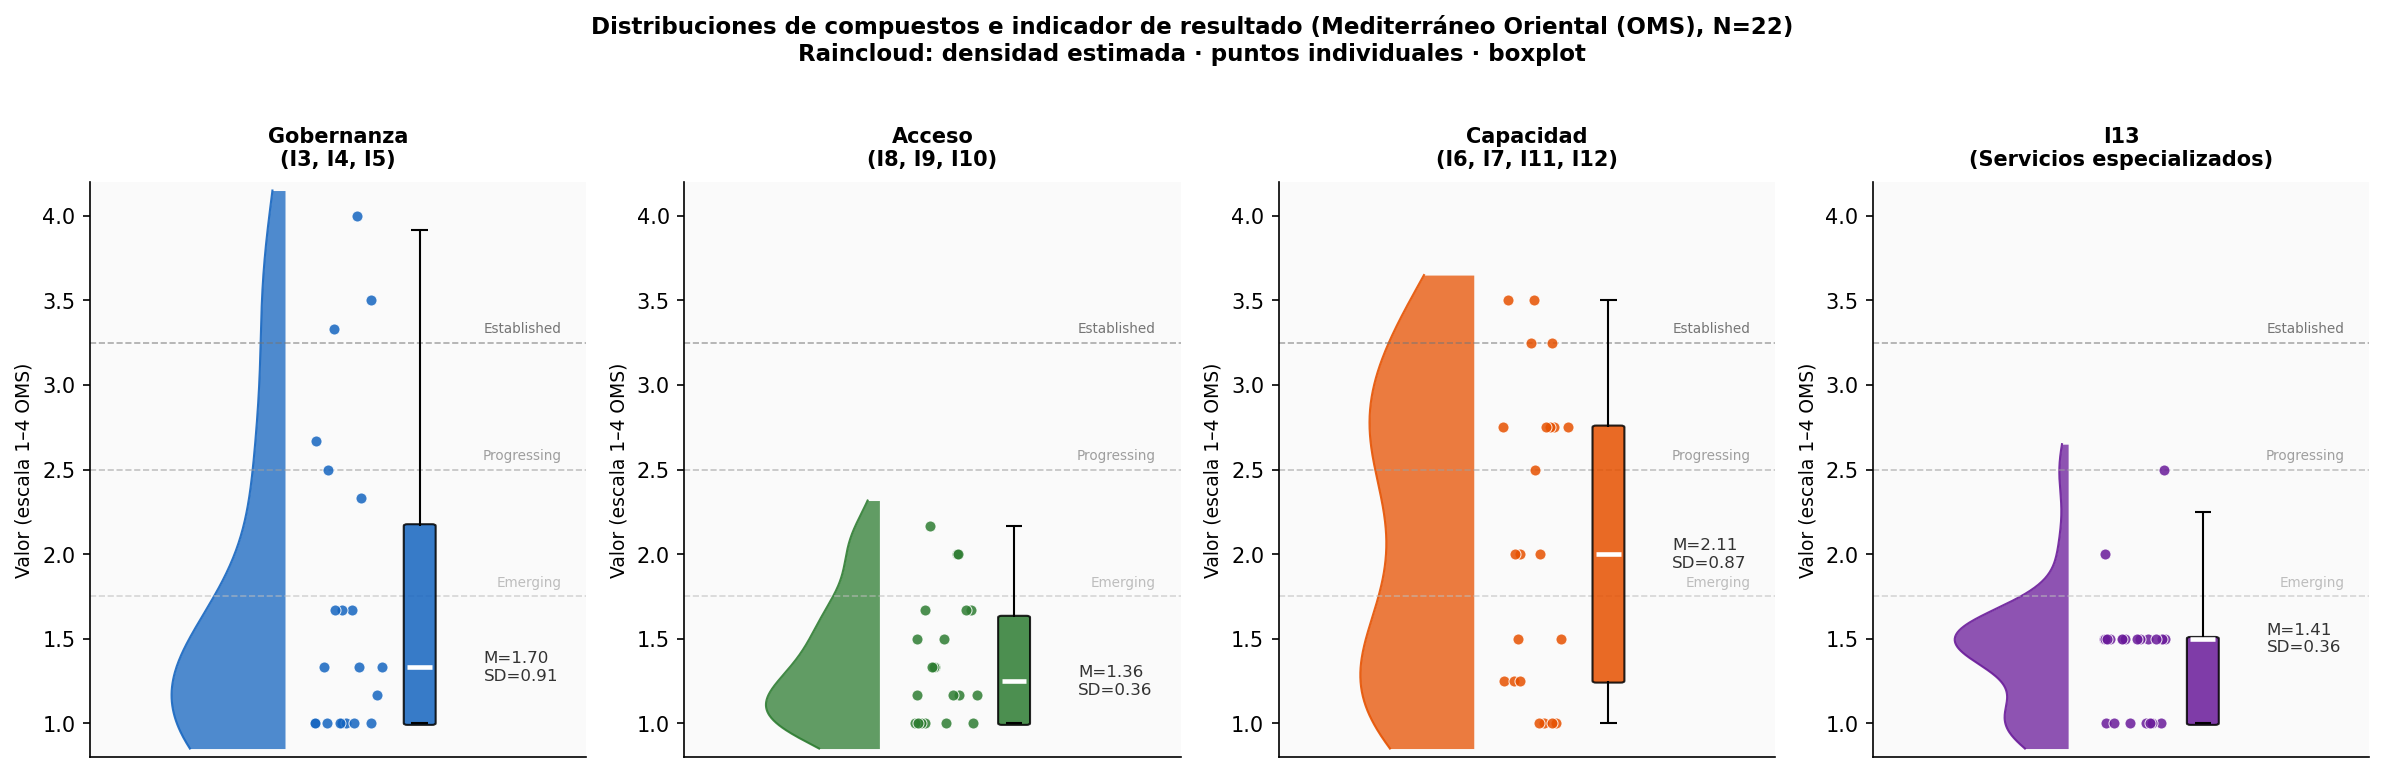 Distribuciones de compuestos e indicador de resultado (Mediterráneo Oriental (OMS), N=22)
Raincloud: densidad estimada · puntos individuales · boxplot
Gobernanza
(I3, I4, I5)
Valor (escala 1–4 OMS)
4.0
3.5
3.0
2.5
2.0
1.5
1.0
Established
Progressing
Emerging
M=1.70
SD=0.91
Acceso
(I8, I9, I10)
Valor (escala 1–4 OMS)
4.0
3.5
3.0
2.5
2.0
1.5
1.0
Established
Progressing
Emerging
M=1.36
SD=0.36
Capacidad
(I6, I7, I11, I12)
Valor (escala 1–4 OMS)
4.0
3.5
3.0
2.5
2.0
1.5
1.0
Established
Progressing
M=2.11
SD=0.87
Emerging
I13
(Servicios especializados)
Valor (escala 1–4 OMS)
4.0
3.5
3.0
2.5
2.0
1.5
1.0
Established
Progressing
Emerging
M=1.41
SD=0.36